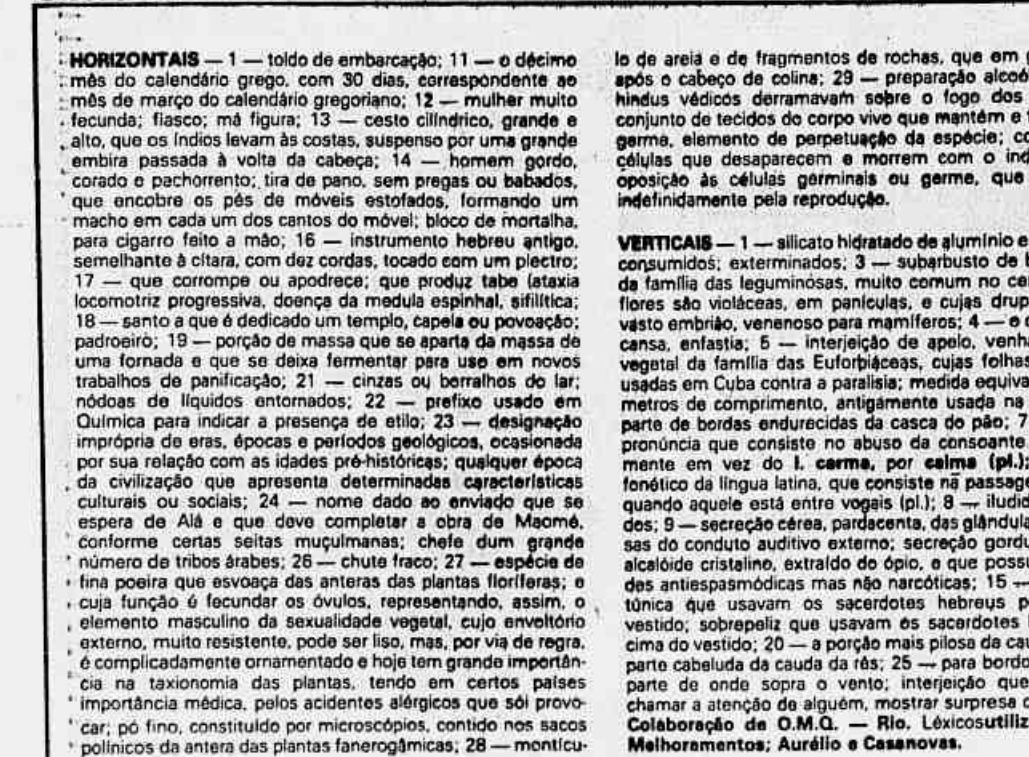 HORIZONTAIS — 1 — toldo de embarcação; 11 — o décimo
mês do calendário grego, com 30 dias, correspondente ao
mês de março do calendário gregoriano; 12 — mulher muito
fecunda; fiasco; má figura; 13 — cesto cilíndrico, grande e
alto, que os índios levam às costas, suspenso por uma grande
embira passada à volta da cabeça; 14 — homem gordo,
corado e pachorrento; tira de pano, sem pregas ou babados,
que encobre os pés de móveis estofados, formando um
macho em cada um dos cantos do móvel; bloco de mortalha,
para cigarro feito a mão; 16 — instrumento hebreu antigo,
semelhante à cítara, com dez cordas, tocado com um plectro;
17 — que corrompe ou apodrece; que produz tabe (ataxia
locomotriz progressiva, doença da medula espinhal, sifilítica;
18 — santo a que é dedicado um templo, capela ou povoação;
padroeiro; 19 — porção de massa que se aparta da massa de
uma fornada e que se deixa fermentar para uso em novos
trabalhos de panificação; 21 — cinzas ou borralhos do lar;
nódoas de líquidos entornados; 22 — prefixo usado em
Química para indicar a presença de etilo; 23 — designação
imprópria de eras, épocas e períodos geológicos, ocasionada
por sua relação com as idades pré-históricas; qualquer época
da civilização que apresenta determinadas características
culturais ou sociais; 24 — nome dado ao enviado que se
espera de Alá e que deve completar a obra de Maomé,
conforme certas seitas muçulmanas; chefe dum grande
número de tribos árabes; 26 — chute fraco; 27 — espécie de
fina poeira que esvoaça das anteras das plantas floríferas; e
cuja função é fecundar os óvulos, representando, assim, o
elemento masculino da sexualidade vegetal, cujo envoltório
externo, muito resistente, pode ser liso, mas, por via de regra,
é complicadamente ornamentado e hoje tem grande importân-
cia na taxionomia das plantas, tendo em certos países
importância médica, pelos acidentes alérgicos que sói provo-
car; pó fino, constituído por microscópios, contido nos sacos
polínicos da antera das plantas fanerogâmicas; 28 — montícu-
lo de areia e de fragmentos de rochas, que em
após o cabeço de colina; 29 — preparação
hindus védicos derramavam sobre o fogo dos
conjunto de tecidos do corpo vivo que mantém e
germe, elemento de perpetuação da espécie;
células que desaparecem e morrem com o
oposição às células germinais ou germe, que
indefinidamente pela reprodução.

VERTICAIS — 1 — silicato hidratado de alumínio e
consumidos; exterminados; 3 — subarbusto de
da família das leguminosas, muito comum no
flores são violáceas, em panículas, e cujas
vasto embrião, venenoso para mamíferos; 4 — o
cansa, enfastia; 5 — interjeição de apelo,
vegetal da família das Euforbiáceas, cujas folhas
usadas em Cuba contra a paralisia; medida
metros de comprimento, antigamente usada na
parte de bordas endurecidas da casca do pão; 7
pronúncia que consiste no abuso da consoante
mente em vez do l. carma, por calma (pl.);
fonético da língua latina, que consiste na
quando aquele está entre vogais (pl.); 8 —
dos; 9 — secreção cérea, pardacenta, das
sas do conduto auditivo externo; secreção
alcalóide cristalino, extraído do ópio, e que
des antiespasmódicas mas não narcóticas; 15 —
túnica que usavam os sacerdotes hebreus
vestido; sobrepeliz que usavam os sacerdotes
cima do vestido; 20 — a porção mais pilosa da
parte cabeluda da cauda da rês; 25 — para
parte de onde sopra o vento; interjeição que
chamar a atenção de alguém, mostrar surpresa
Colaboração de O.M.Q. — Rio. Léxicosutiliz
Melhoramentos; Aurélio e Casanovas.